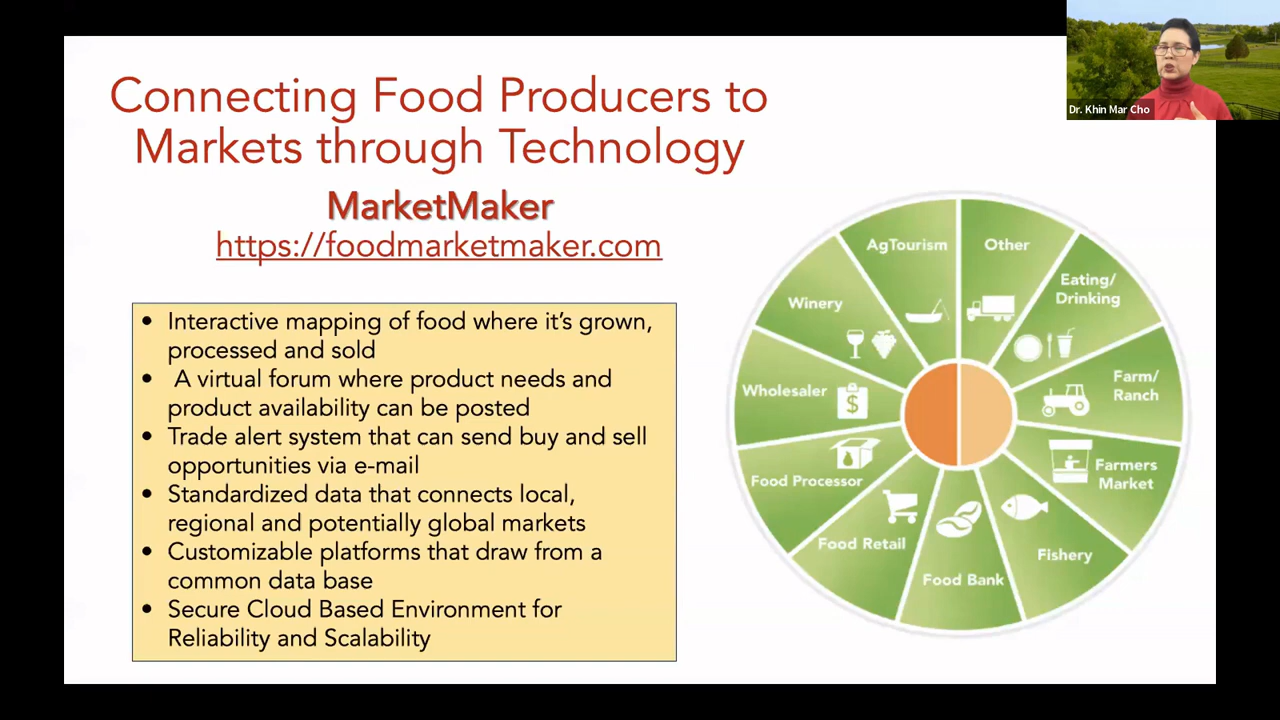 Connecting Food Producers to
Markets through Technology
MarketMaker
https://foodmarketmaker.com
• Interactive mapping of food where it's grown,
processed and sold
• A virtual forum where product needs and
product availability can be posted
• Trade alert system that can send buy and sell
opportunities via e-mail
• Standardized data that connects local,
regional and potentially global markets
• Customizable platforms that draw from a
common data base
• Secure Cloud Based Environment for
Reliability and Scalability
AgTourism
Other
Eating/
Drinking
Farm/
Ranch
Farmers
Market
Fishery
Food Bank
Food Retail
Food Processor
Wholesaler
$
Winery
Dr. Khin Mar Cho